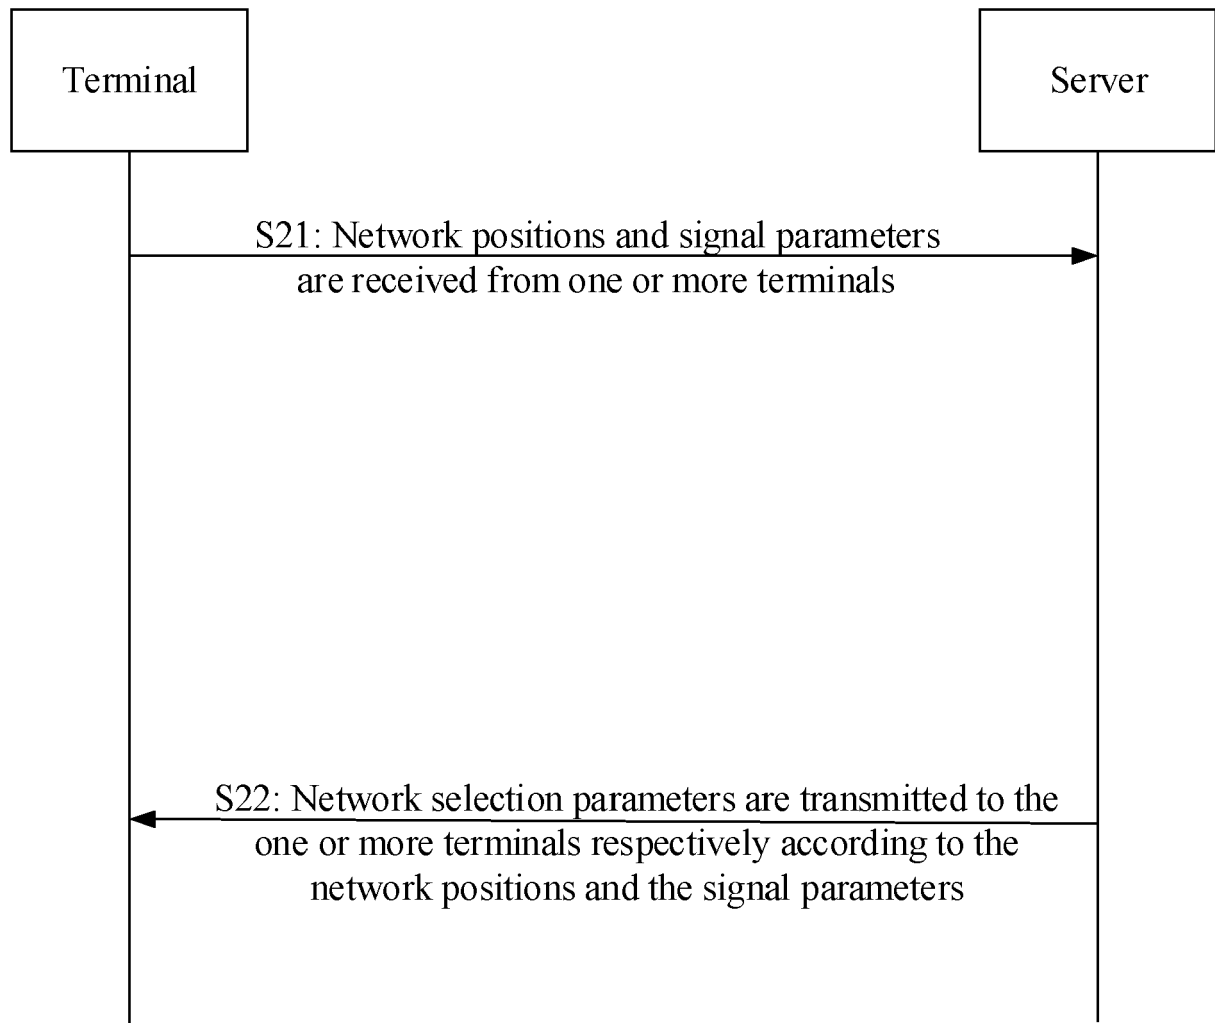 Terminal
Server
S21: Network positions and signal parameters
are received from one or more terminals
S22: Network selection parameters are transmitted to the
one or more terminals respectively according to the
network positions and the signal parameters